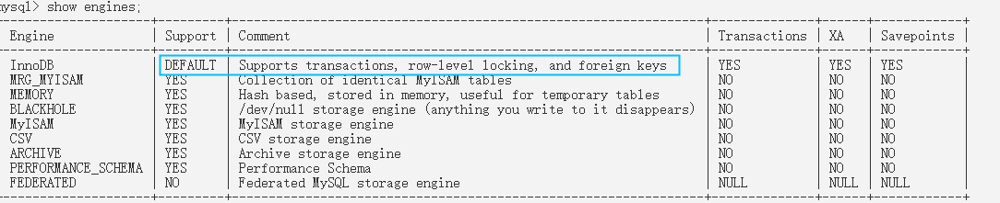 mysql> show engines;
Engine | Support | Comment | Transactions | XA | Savepoints |
InnoDB | DEFAULT | Supports transactions, row-level locking, and foreign keys | YES | YES | YES |
MRG_MYISAM | YES | Collection of identical MyISAM tables | NO | NO | NO |
MEMORY | YES | Hash based, stored in memory, useful for temporary tables | NO | NO | NO |
BLACKHOLE | YES | /dev/null storage engine (anything you write to it disappears) | NO | NO | NO |
MyISAM | YES | MyISAM storage engine | NO | NO | NO |
CSV | YES | CSV storage engine | NO | NO | NO |
ARCHIVE | YES | Archive storage engine | NO | NO | NO |
PERFORMANCE_SCHEMA | YES | Performance Schema | NO | NO | NO |
FEDERATED | NO | Federated MySQL storage engine | NULL | NULL | NULL |